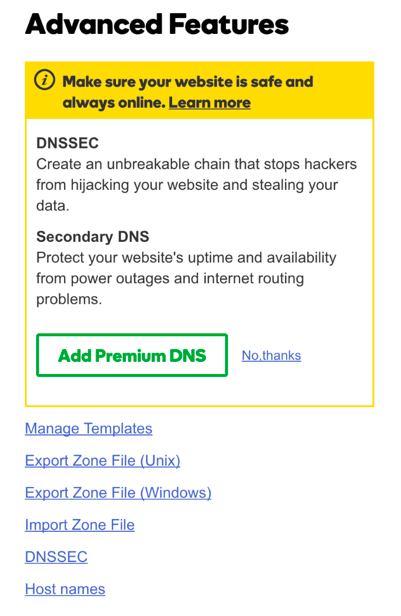 Advanced Features
Make sure your website is safe and
always online. Learn more
DNSSEC
Create an unbreakable chain that stops hackers
from hijacking your website and stealing your
data.
Secondary DNS
Protect your website's uptime and availability
from power outages and internet routing
problems.
Add Premium DNS No,thanks
Manage Templates
Export Zone File (Unix)
Export Zone File (Windows)
Import Zone File
DNSSEC
Host names